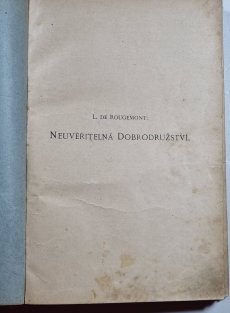 L. DE ROUGEMONT:
NEUVĚŘITELNÁ DOBRODRUŽSTVÍ.